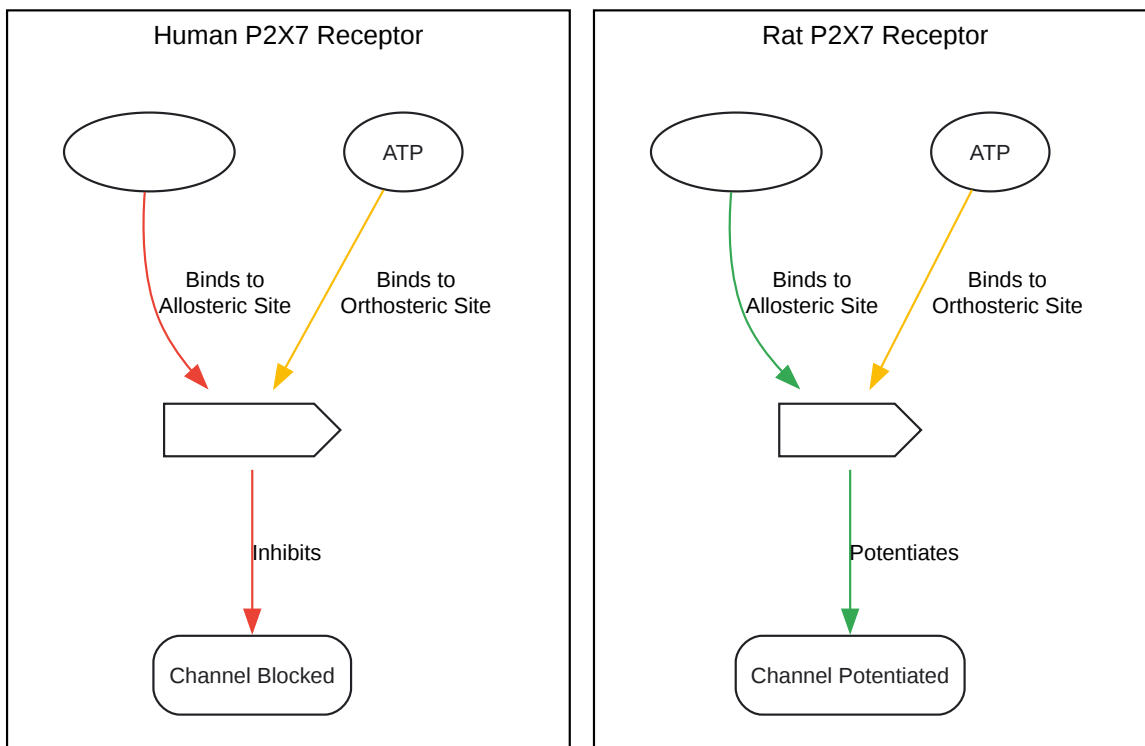 Human P2X7 Receptor
ATP
Binds to
Allosteric Site
Binds to
Orthosteric Site
Inhibits
Channel Blocked
Rat P2X7 Receptor
ATP
Binds to
Allosteric Site
Binds to
Orthosteric Site
Potentiates
Channel Potentiated